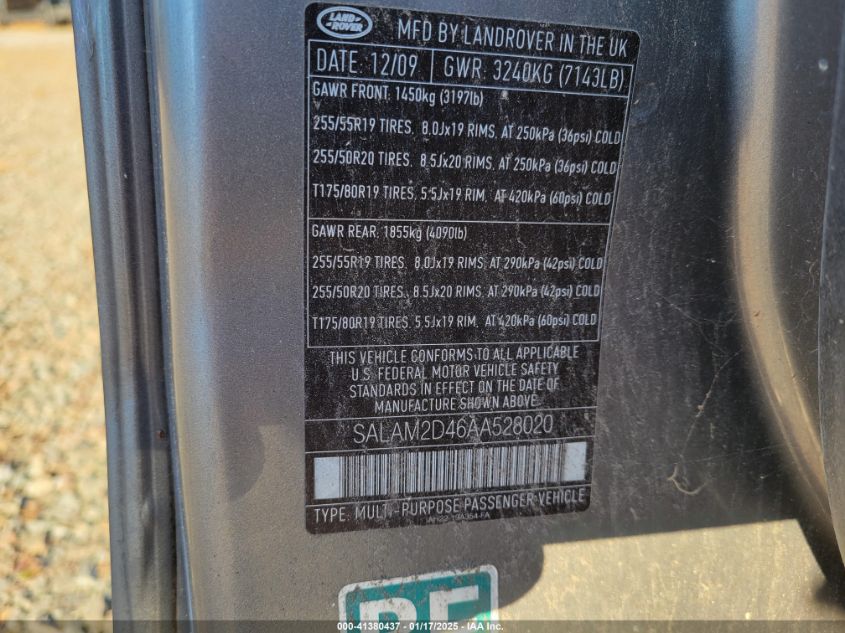 LAND ROVER
MFD BY LANDROVER IN THE UK
DATE: 12/09 GWR: 3240KG (7143LB)
GAWR FRONT: 1450kg (3197lb)
255/55R19 TIRES, 8.0Jx19 RIMS, AT 250kPa (36psi) COLD
255/50R20 TIRES, 8.5Jx20 RIMS, AT 250kPa (36psi) COLD
T175/80R19 TIRES, 5.5Jx19 RIM, AT 420kPa (60psi) COLD
GAWR REAR: 1855kg (4090lb)
255/55R19 TIRES, 8.0Jx19 RIMS, AT 290kPa (42psi) COLD
255/50R20 TIRES, 8.5Jx20 RIMS, AT 290kPa (42psi) COLD
T175/80R19 TIRES, 5.5Jx19 RIM, AT 420kPa (60psi) COLD
THIS VEHICLE CONFORMS TO ALL APPLICABLE
U.S. FEDERAL MOTOR VEHICLE SAFETY
STANDARDS IN EFFECT ON THE DATE OF
MANUFACTURE SHOWN ABOVE.
SALAM2D46AA528020
TYPE: MULTI-PURPOSE PASSENGER VEHICLE
000-41380437 - 01/17/2025 - IAA Inc.